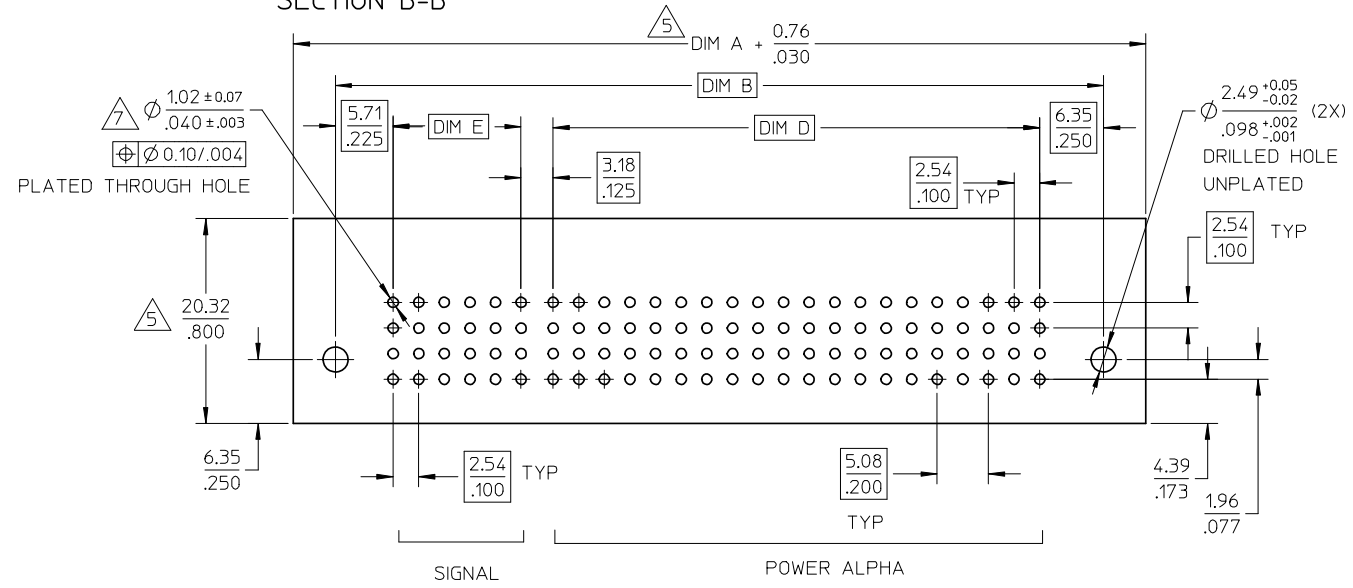 SECTION B-B
5
DIM A + 0.76
.030
DIM B
7 Ø 1.02 ±0.07
.040 ±.003
⌖ Ø 0.10/.004
PLATED THROUGH HOLE
5.71
.225
DIM E
DIM D
6.35
.250
Ø 2.49 +0.05
-0.02
(2X)
.098 +.002
-.001
DRILLED HOLE
UNPLATED
3.18
.125
2.54
.100 TYP
2.54
.100
TYP
5 20.32
.800
6.35
.250
2.54
.100
TYP
5.08
.200
TYP
4.39
.173
1.96
.077
SIGNAL
POWER ALPHA